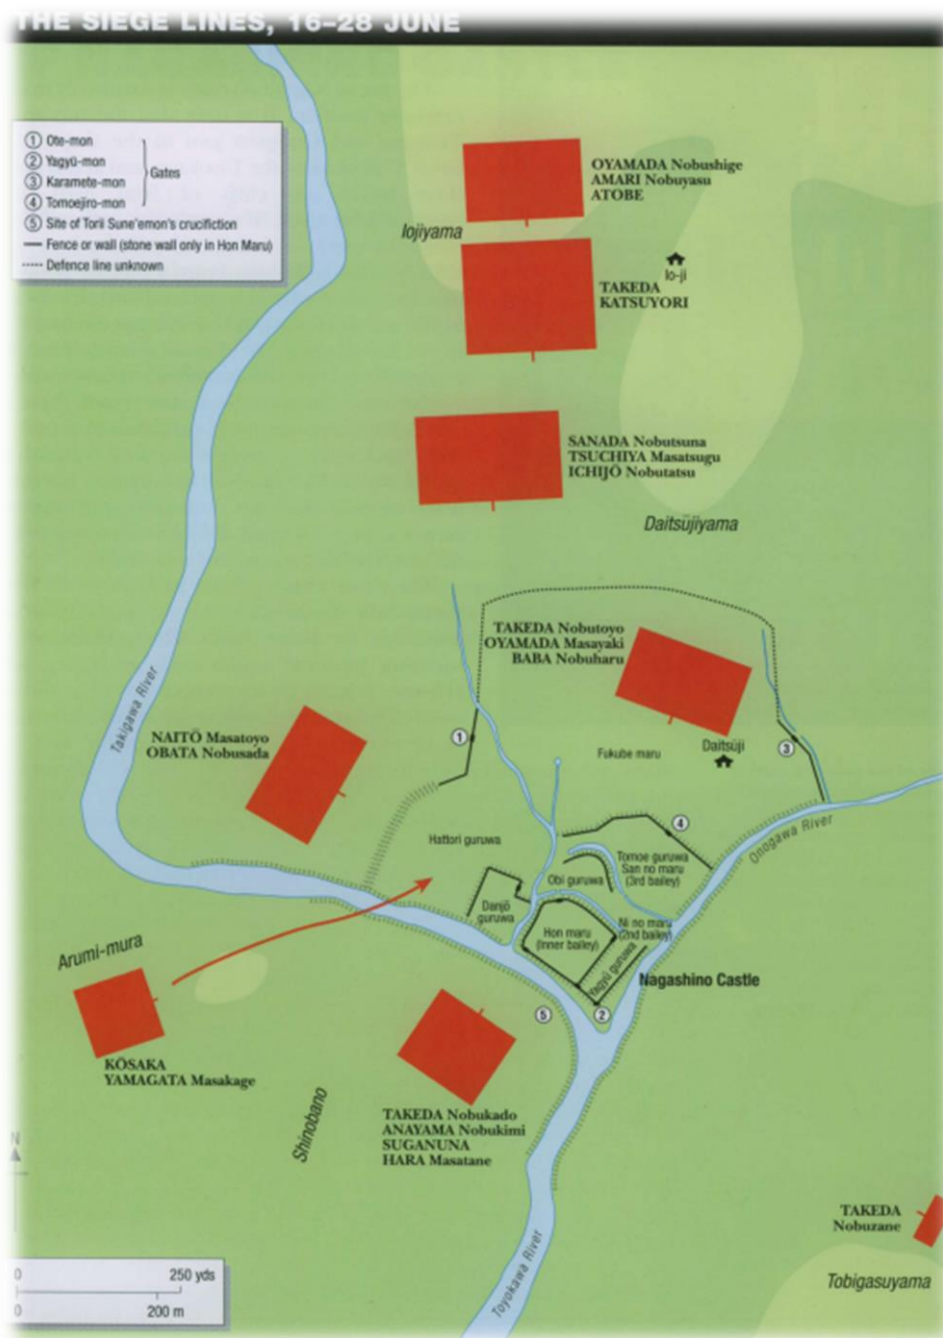 THE SIEGE LINES, 16–28 JUNE
① Ote-mon
② Yagyū-mon
③ Karamete-mon
④ Tomoejiro-mon
Gates
⑤ Site of Torii Sune'emon's crucifiction
Fence or wall (stone wall only in Hon Maru)
Defence line unknown
OYAMADA Nobushige
AMARI Nobuyasu
ATOBE
Iojiyama
Io-ji
TAKEDA
KATSUYORI
SANADA Nobutsuna
TSUCHIYA Masatsugu
ICHIJŌ Nobutatsu
Daitsūjiyama
TAKEDA Nobutoyo
OYAMADA Masayaki
BABA Nobuharu
Takigawa River
NAITŌ Masatoyo
OBATA Nobusada
①
Fukube maru
Daitsūji
③
Hattori guruwa
④
Onogawa River
Tomoe guruwa
San no maru
(3rd bailey)
Obi guruwa
Danjō
guruwa
Hon maru
(inner bailey)
Ni no maru
(2nd bailey)
Yagyū guruwa
Arumi-mura
Nagashino Castle
⑤
②
KŌSAKA
YAMAGATA Masakage
Shinobano
TAKEDA Nobukado
ANAYAMA Nobukimi
SUGANUNA
HARA Masatane
N
TAKEDA
Nobuzane
Toyokawa River
Tobigasuyama
0
250 yds
0
200 m